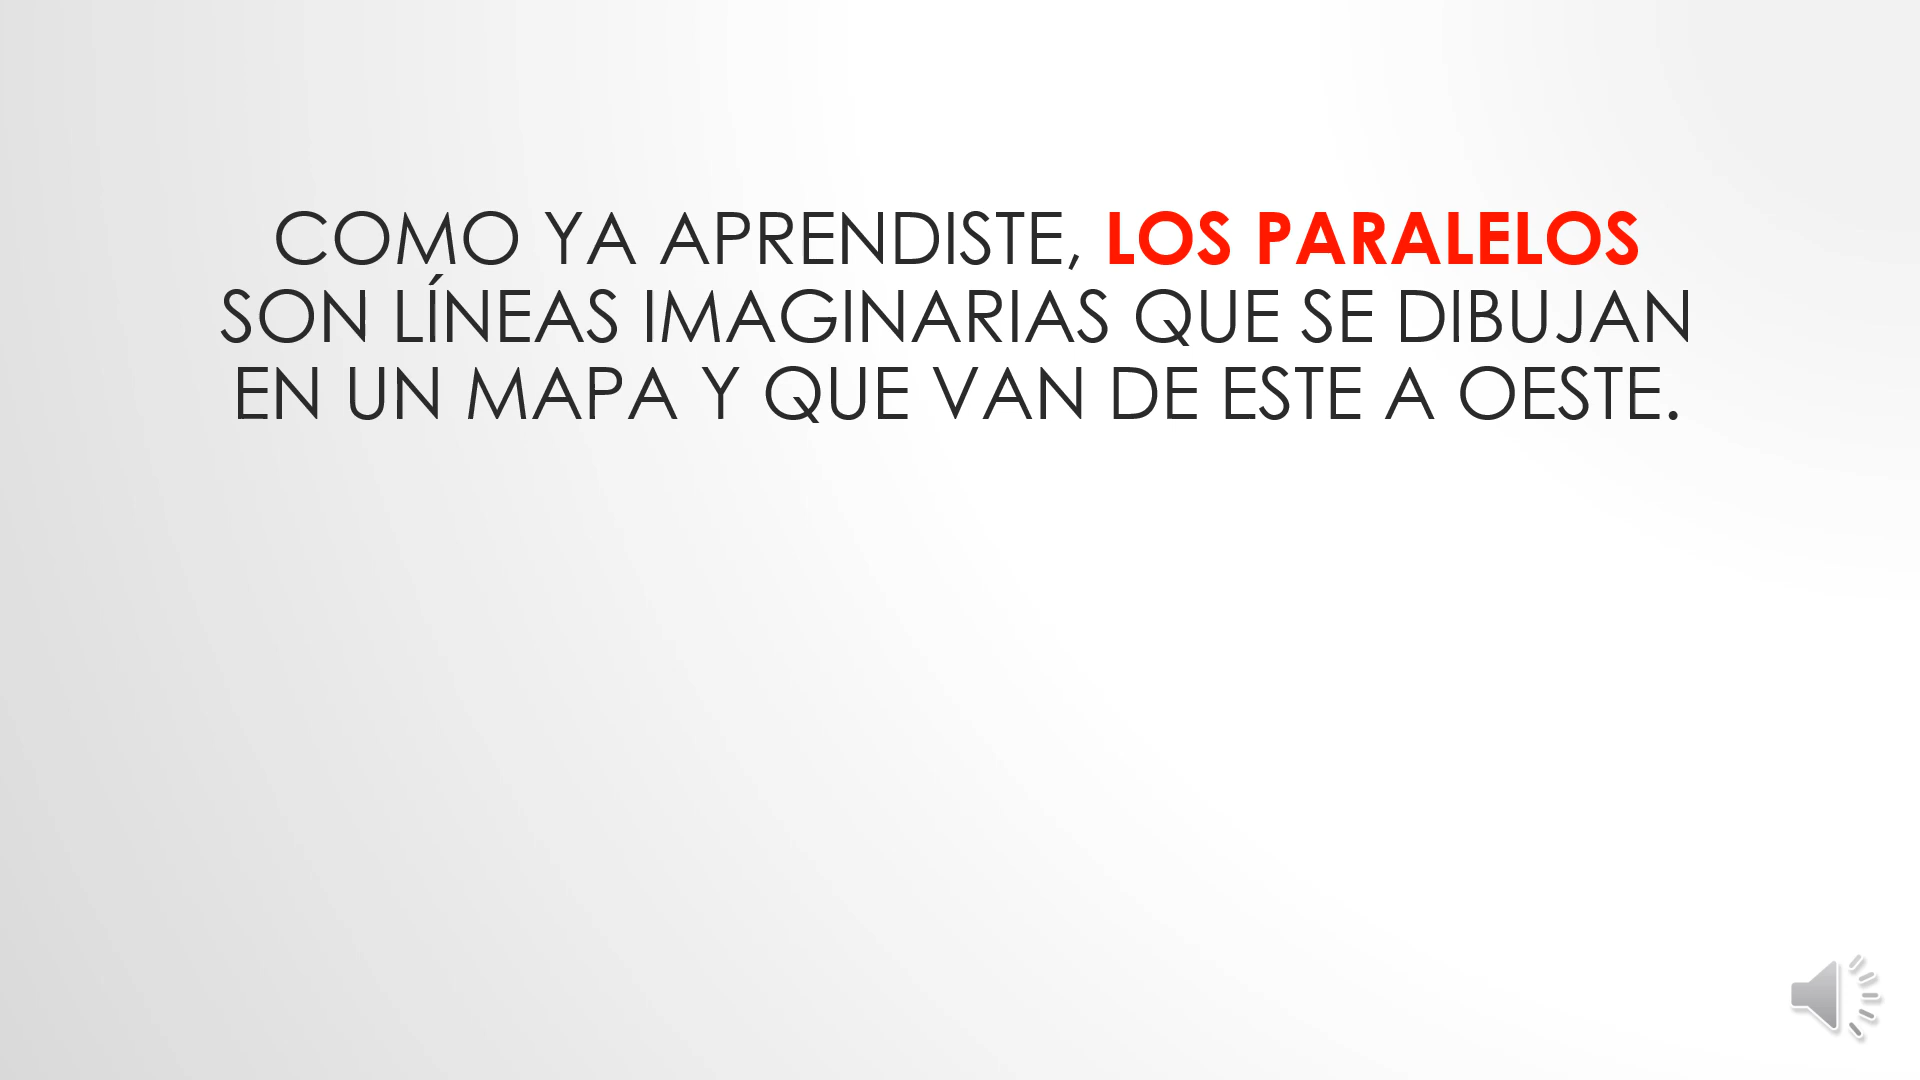 COMO YA APRENDISTE, LOS PARALELOS
SON LÍNEAS IMAGINARIAS QUE SE DIBUJAN
EN UN MAPA Y QUE VAN DE ESTE A OESTE.